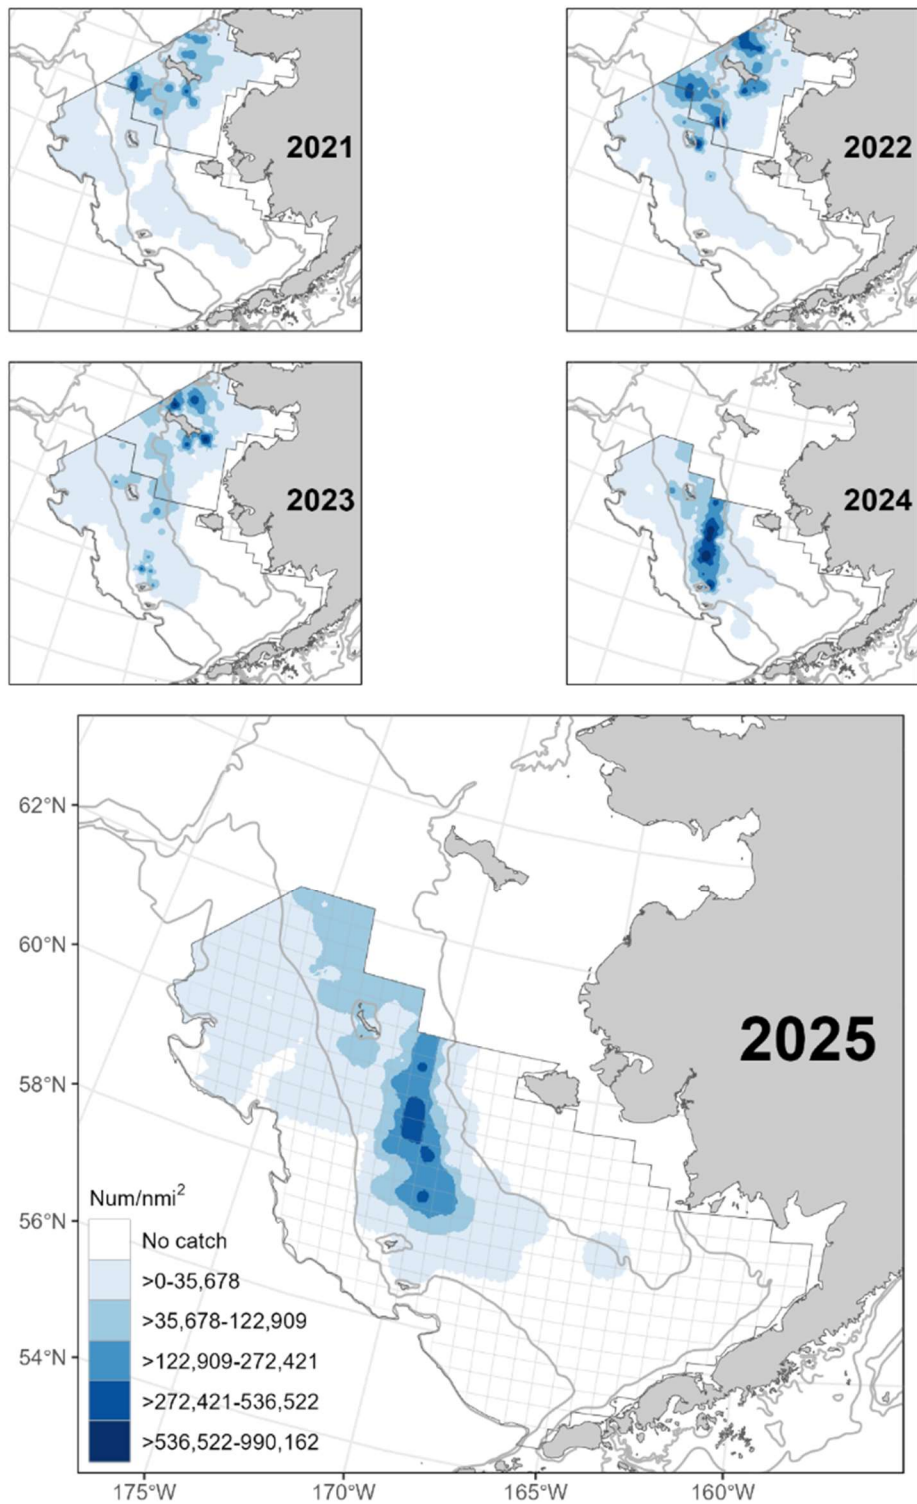 2021
2022
2023
2024
2025
62°N
60°N
58°N
56°N
54°N
Num/nmi²
No catch
>0-35,678
>35,678-122,909
>122,909-272,421
>272,421-536,522
>536,522-990,162
175°W
170°W
165°W
160°W